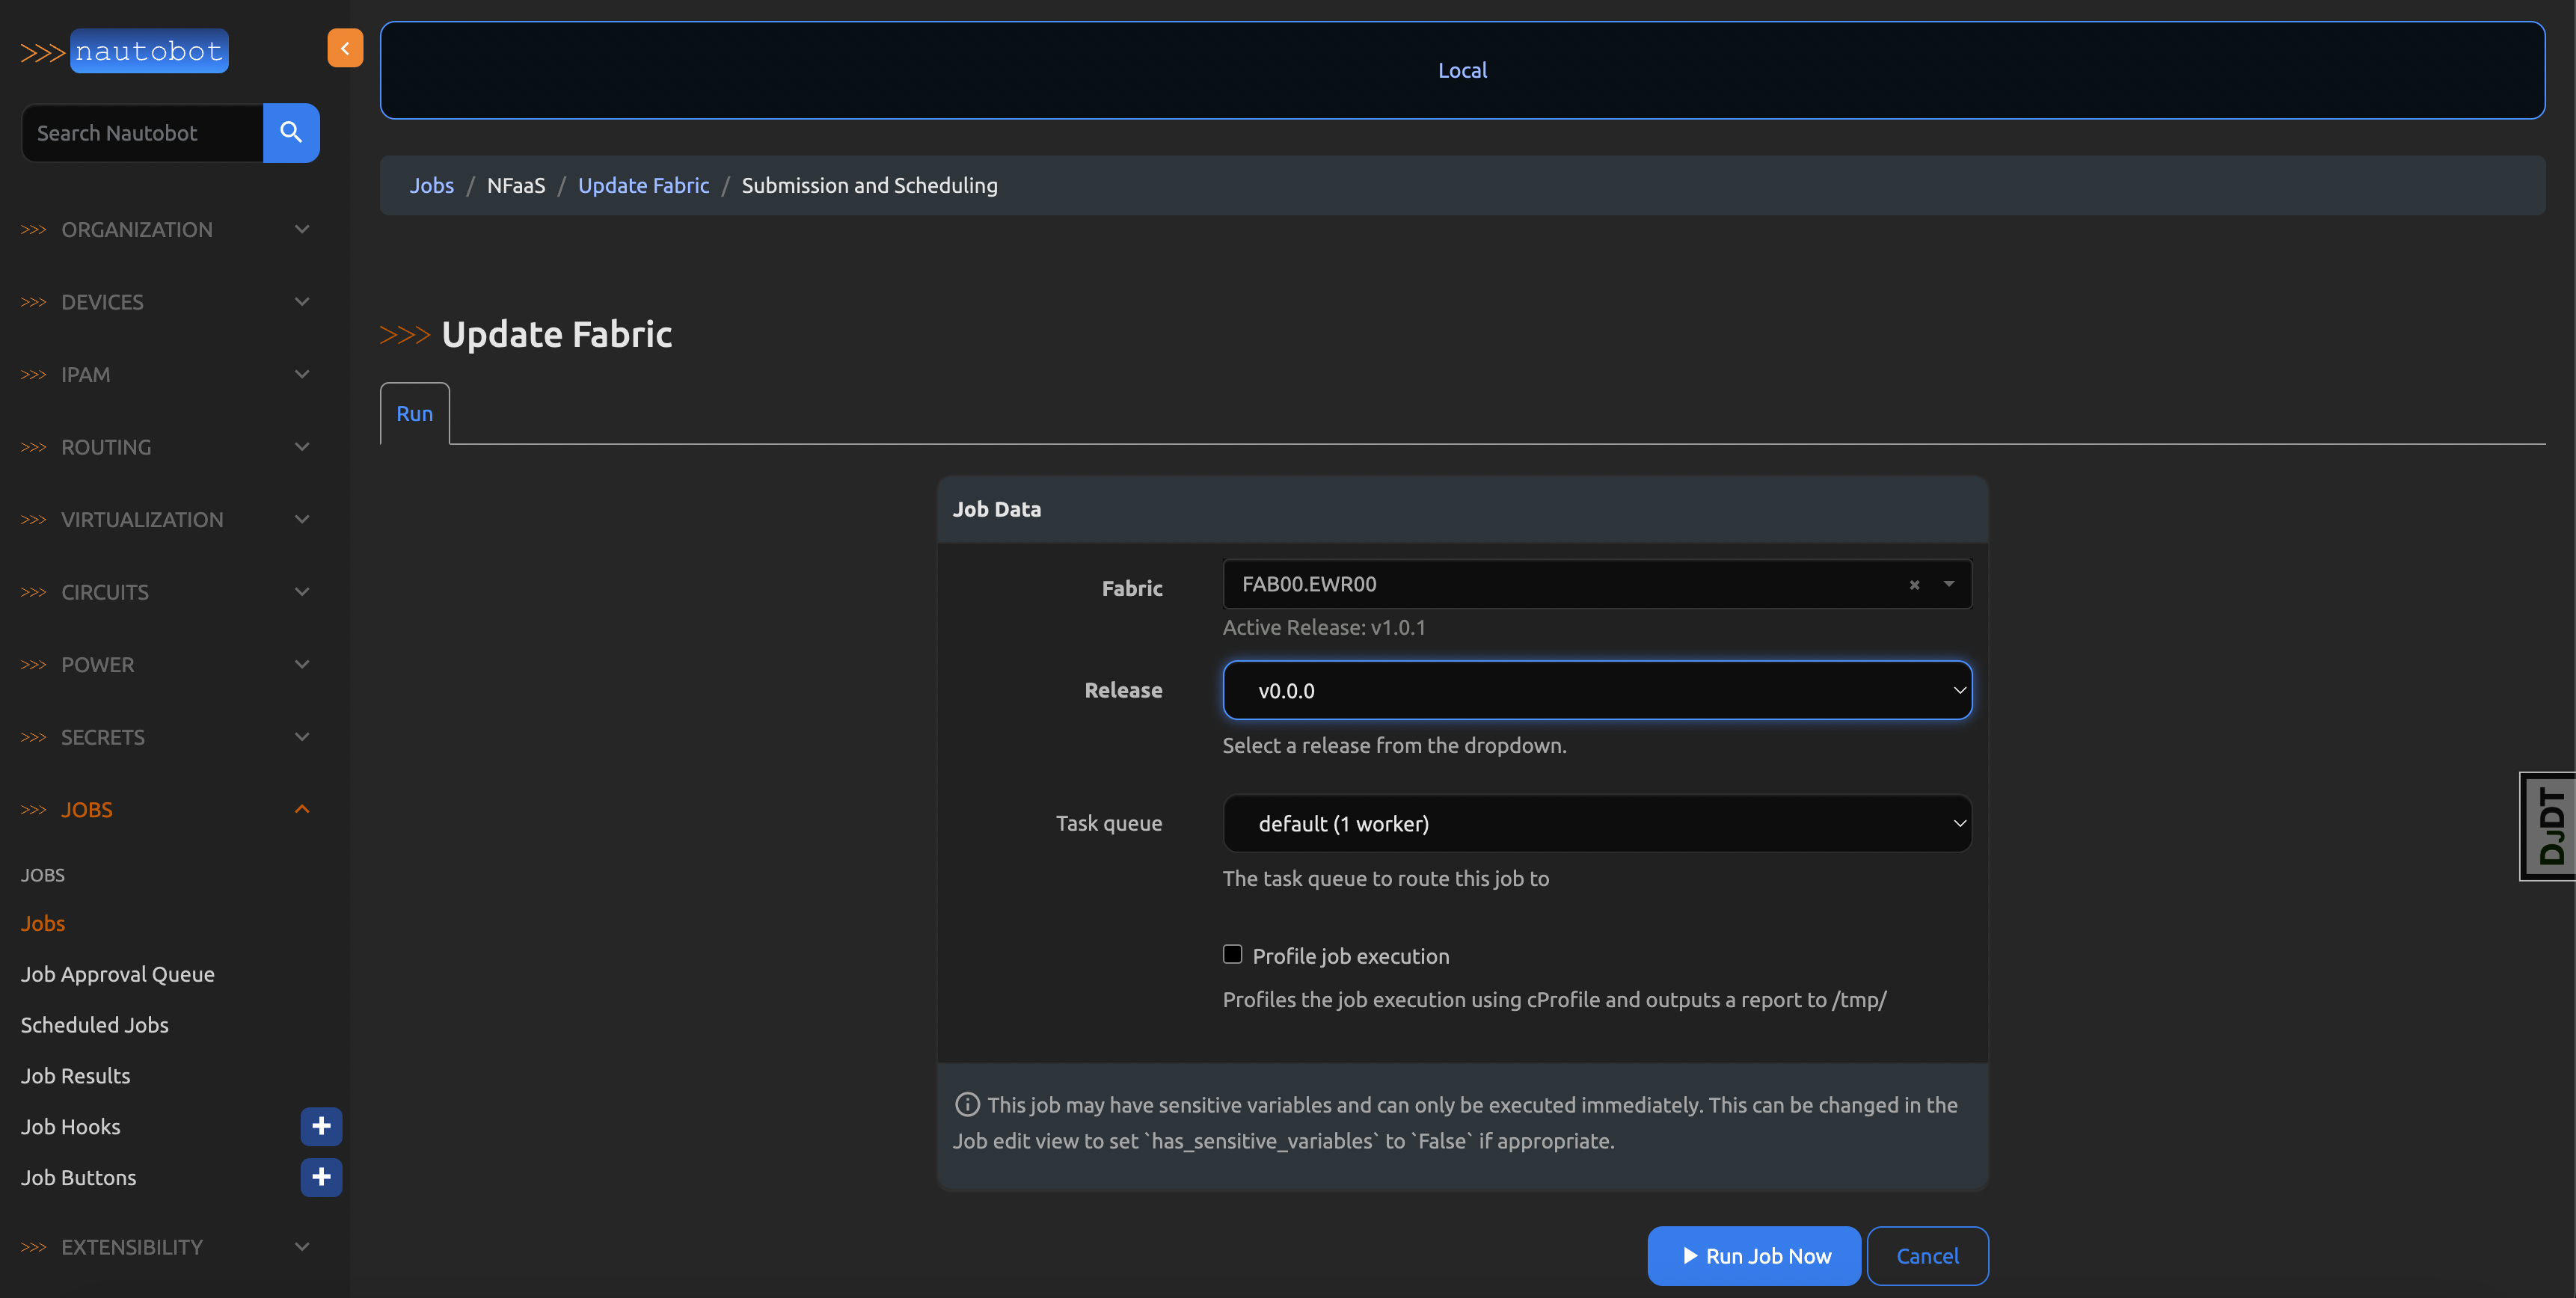 >>> nautobot
Search Nautobot
>>> ORGANIZATION
>>> DEVICES
>>> IPAM
>>> ROUTING
>>> VIRTUALIZATION
>>> CIRCUITS
>>> POWER
>>> SECRETS
>>> JOBS
JOBS
Jobs
Job Approval Queue
Scheduled Jobs
Job Results
Job Hooks
Job Buttons
>>> EXTENSIBILITY
Local
Jobs / NFaaS / Update Fabric / Submission and Scheduling
>>> Update Fabric
Run
Job Data
Fabric FAB00.EWR00
Active Release: v1.0.1
Release v0.0.0
Select a release from the dropdown.
Task queue default (1 worker)
The task queue to route this job to
Profile job execution
Profiles the job execution using cProfile and outputs a report to /tmp/
This job may have sensitive variables and can only be executed immediately. This can be changed in the
Job edit view to set `has_sensitive_variables` to `False` if appropriate.
Run Job Now Cancel
DJDT